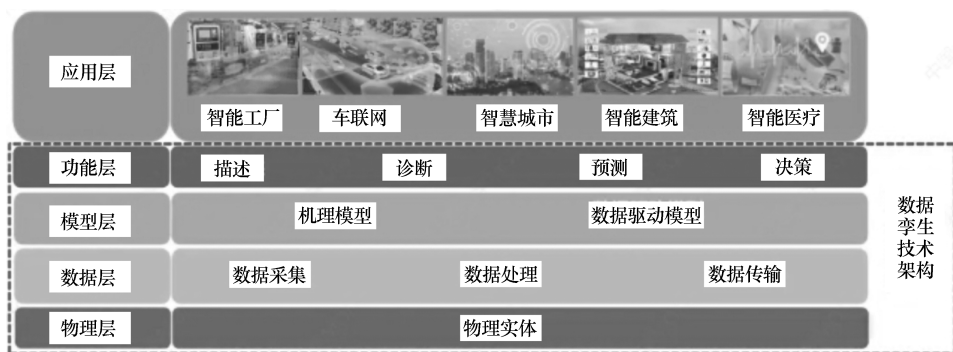 应用层
智能工厂
车联网
智慧城市
智能建筑
智能医疗
功能层
描述
诊断
预测
决策
模型层
机理模型
数据驱动模型
数据层
数据采集
数据处理
数据传输
物理层
物理实体
数据
孪生
技术
架构